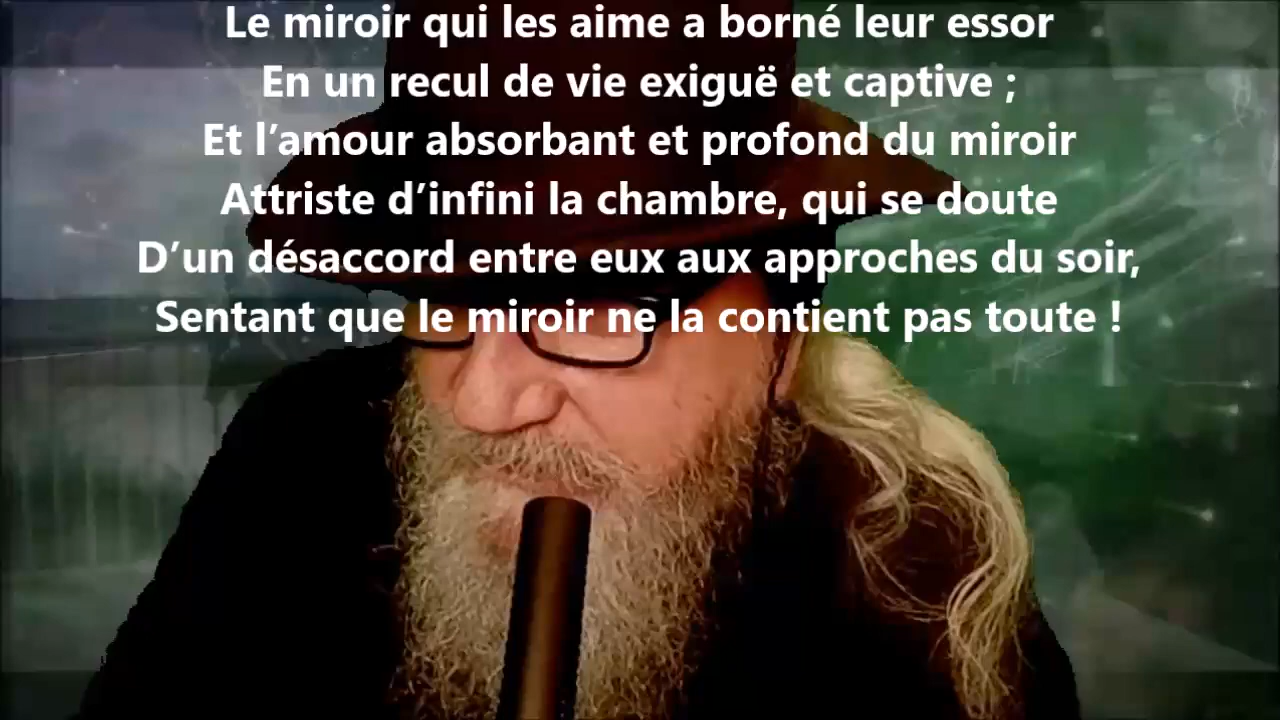 Le miroir qui les aime a borné leur essor
En un recul de vie exiguë et captive ;
Et l’amour absorbant et profond du miroir
Attriste d’infini la chambre, qui se doute
D’un désaccord entre eux aux approches du soir,
Sentant que le miroir ne la contient pas toute !